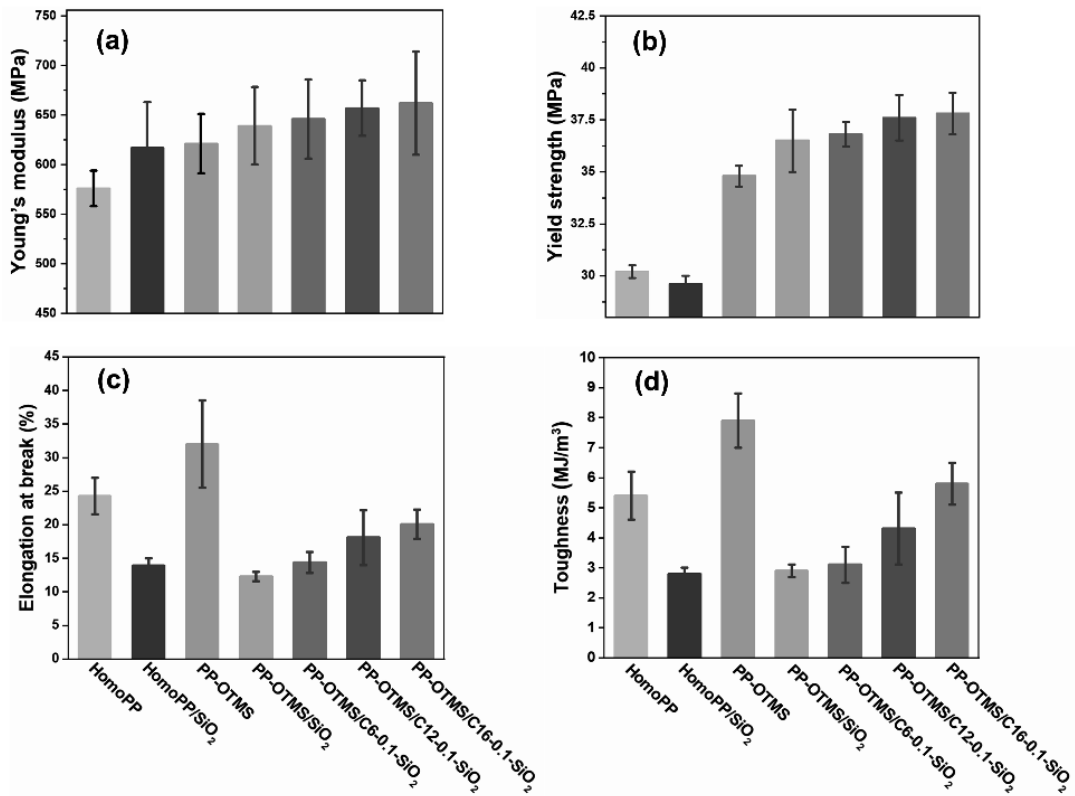 (a)
Young's modulus (MPa)
750
700
650
600
550
500
450
(b)
Yield strength (MPa)
42.5
40
37.5
35
32.5
30
(c)
Elongation at break (%)
45
40
35
30
25
20
15
10
5
0
HomoPP
HomoPP/SiO₂
PP-OTMS
PP-OTMS/SiO₂
PP-OTMS/C6-0.1-SiO₂
PP-OTMS/C12-0.1-SiO₂
PP-OTMS/C16-0.1-SiO₂
(d)
Toughness (MJ/m³)
10
9
8
7
6
5
4
3
2
1
0
HomoPP
HomoPP/SiO₂
PP-OTMS
PP-OTMS/SiO₂
PP-OTMS/C6-0.1-SiO₂
PP-OTMS/C12-0.1-SiO₂
PP-OTMS/C16-0.1-SiO₂